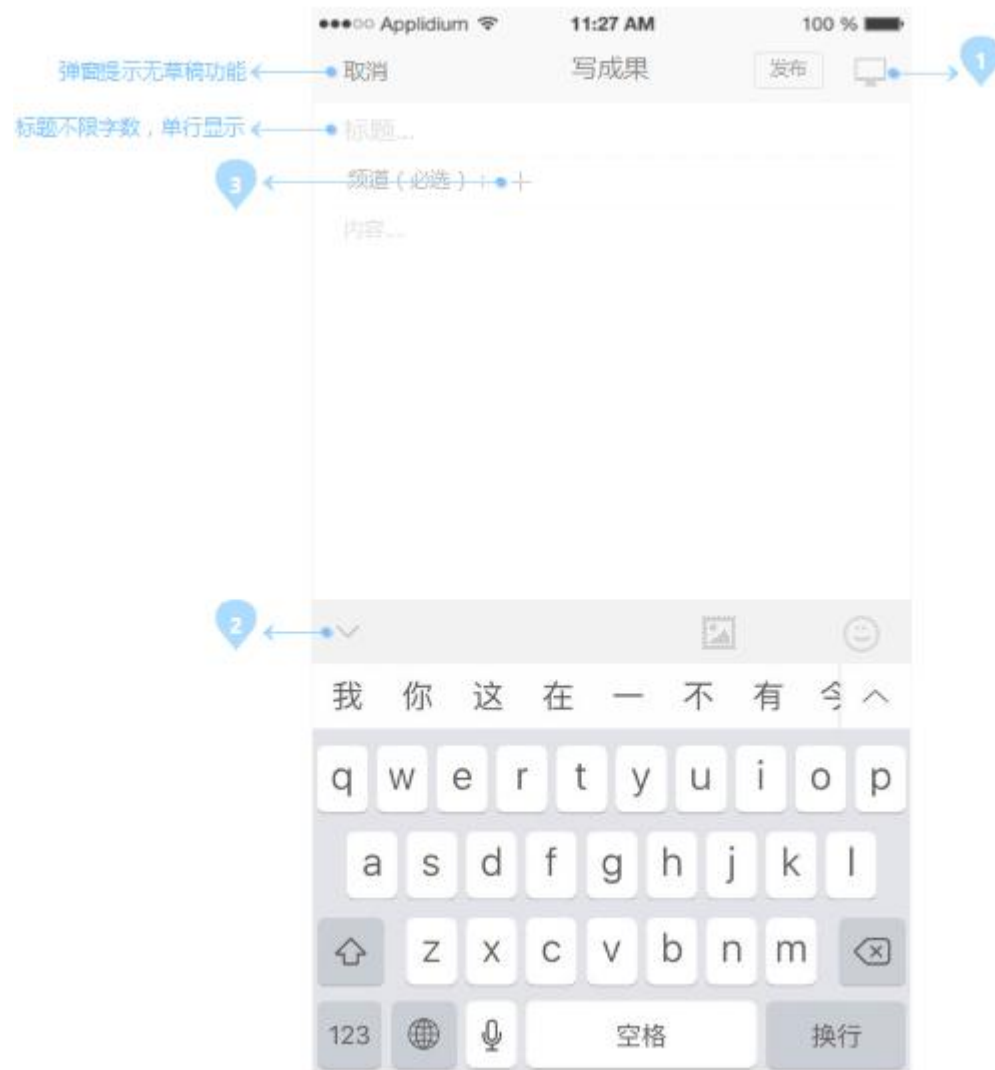 Applidium 11:27 AM 100 %
弹窗提示无草稿功能 取消 写成果 发布 1
标题不限字数，单行显示 标题...
3 频道（必选）：
内容...
2
我 你 这 在 一 不 有 今
q w e r t y u i o p
a s d f g h j k l
z x c v b n m
123 空格 换行